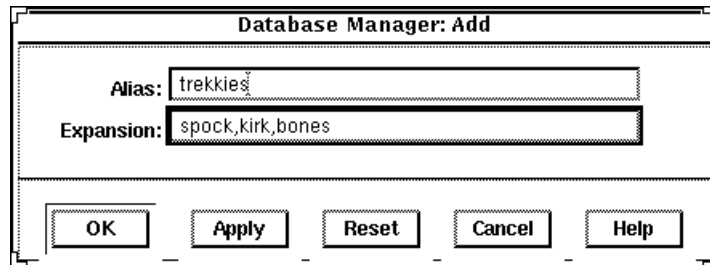 Database Manager: Add
Alias: trekkies
Expansion: spock,kirk,bones
OK Apply Reset Cancel Help